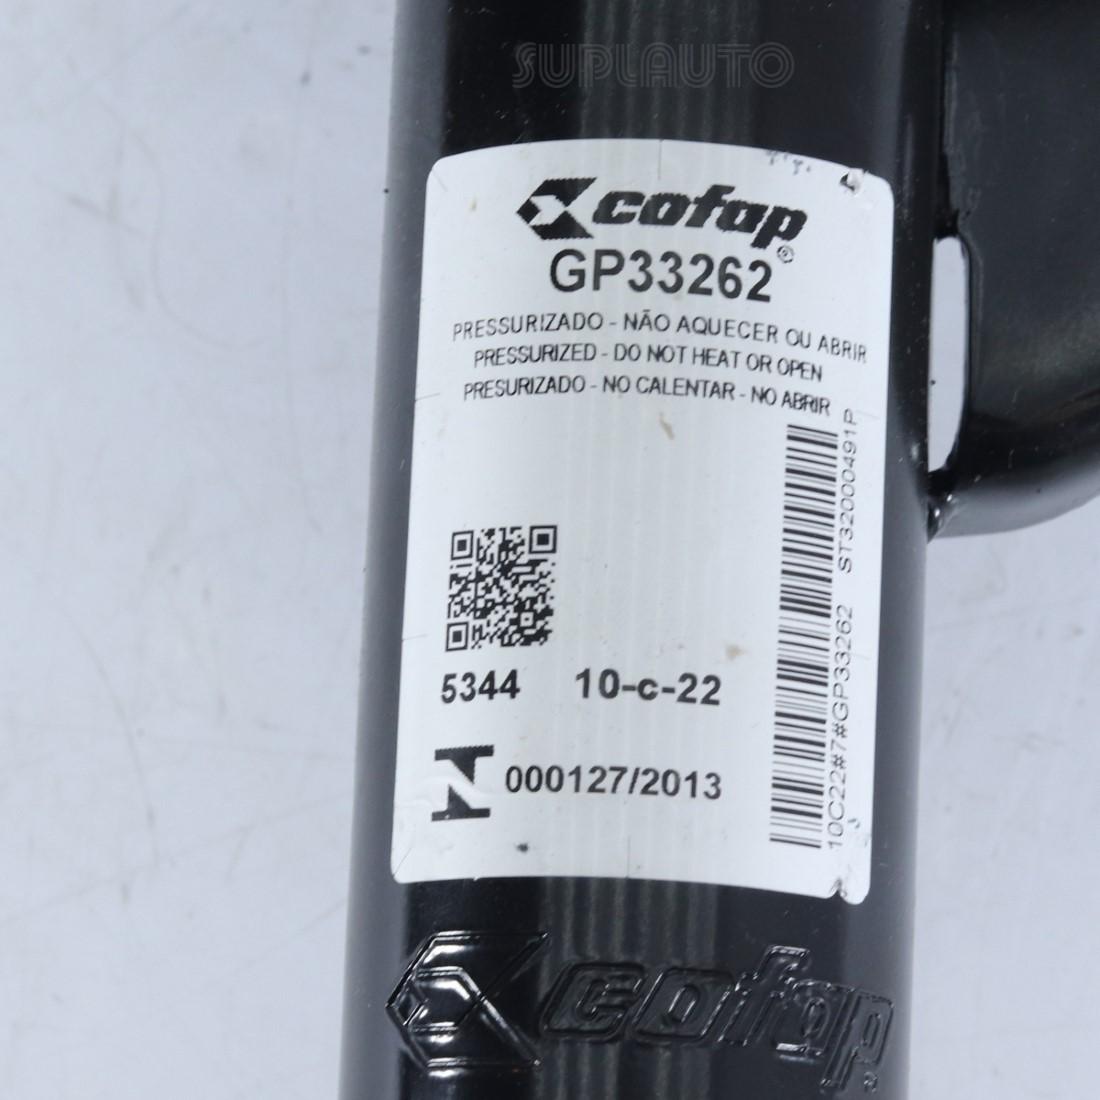 SUPLAUTO
cofap®
GP33262
PRESSURIZADO - NÃO AQUECER OU ABRIR
PRESSURIZED - DO NOT HEAT OR OPEN
PRESURIZADO - NO CALENTAR - NO ABRIR
10C22#7#GP33262 ST32000491P
5344 10-c-22
000127/2013
cofap®